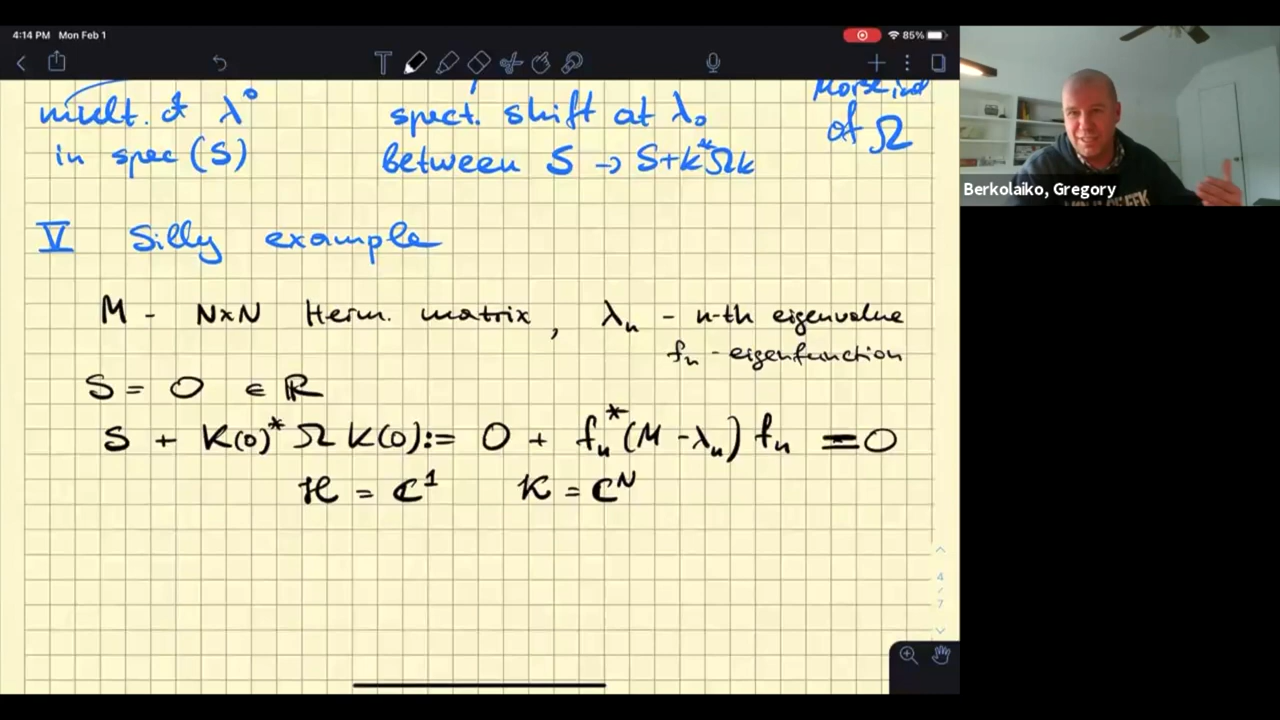 4:14 PM Mon Feb 1
85%
mult. of λ⁰
in spec (S)
spect. shift at λ₀
between S → S+K*ΩK
of Ω
Berkolaiko, Gregory
V Silly example
M - N×N Herm. matrix, λₙ - n-th eigenvalue
fₙ - eigenfunction
S = 0 ∈ ℝ
S + K(0)* Ω K(0) := 0 + fₙ* (M - λₙ) fₙ = 0
ℋ = ℂ¹ 𝒦 = ℂᴺ
4
/
7